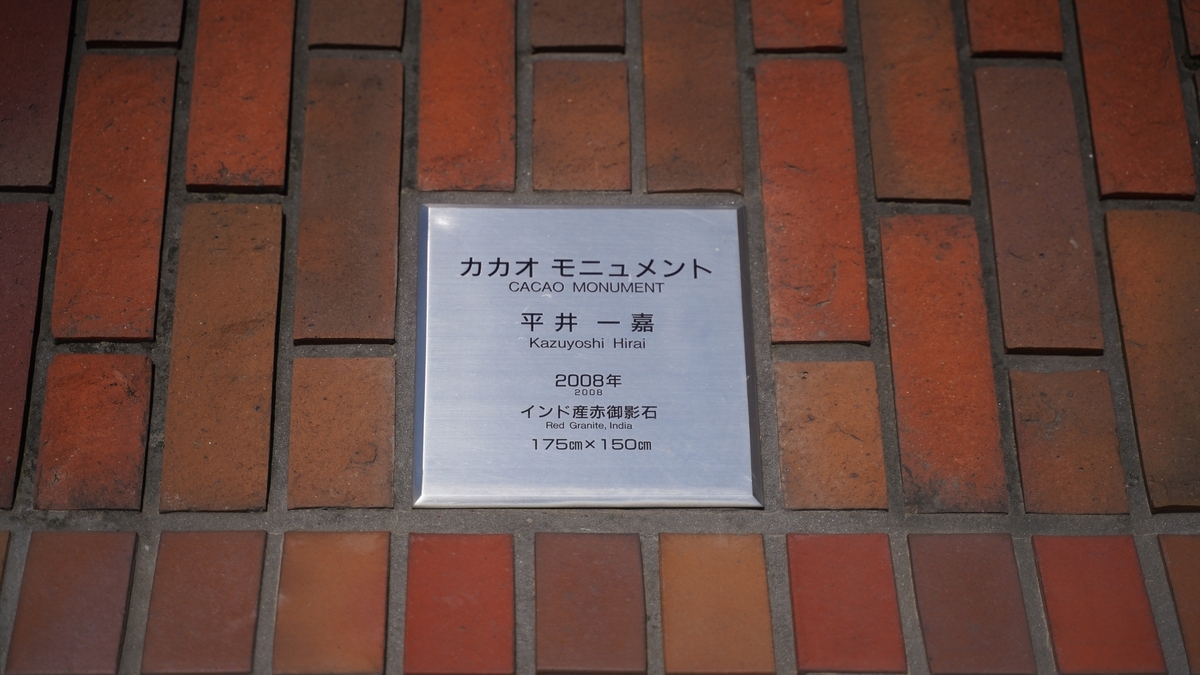 カカオ モニュメント
CACAO MONUMENT
平井 一嘉
Kazuyoshi Hirai
2008年
2008
インド産赤御影石
Red Granite, India
175㎝×150㎝